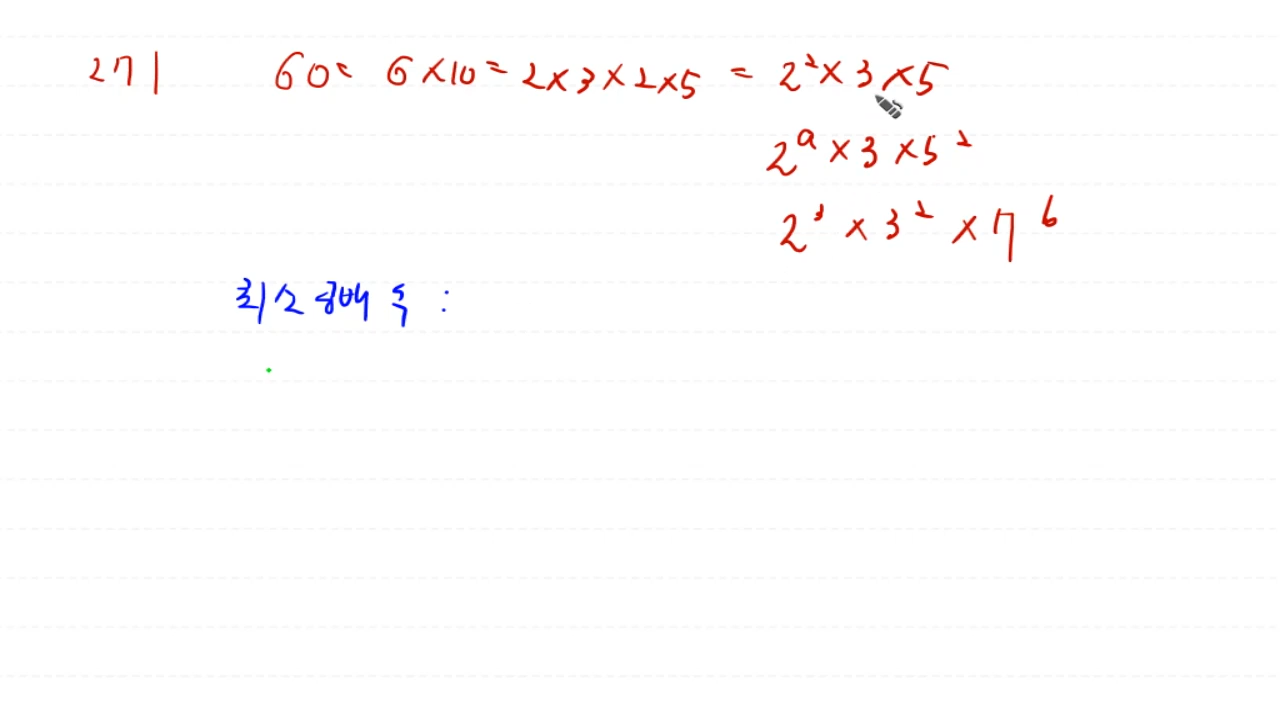 271 60 = 6 × 10 = 2 × 3 × 2 × 5 = 2² × 3 × 5
2ᵃ × 3 × 5²
2³ × 3² × 7ᵇ
최소공배수 :